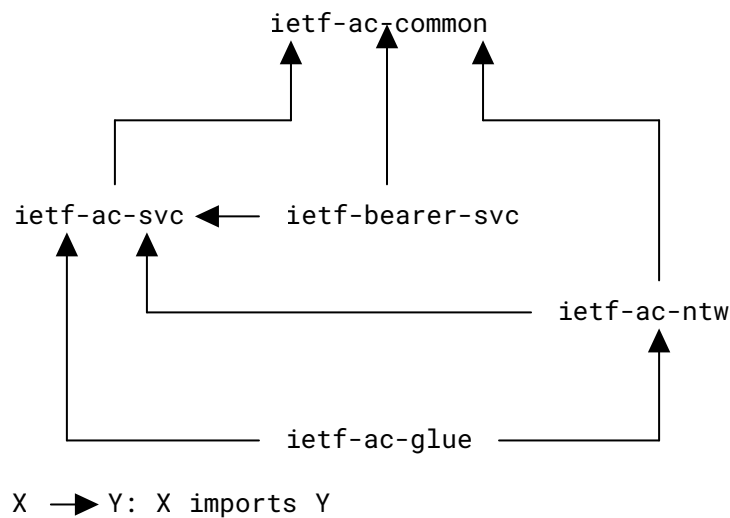 ietf-ac-common
ietf-ac-svc ietf-bearer-svc
ietf-ac-ntw
ietf-ac-glue
X Y: X imports Y